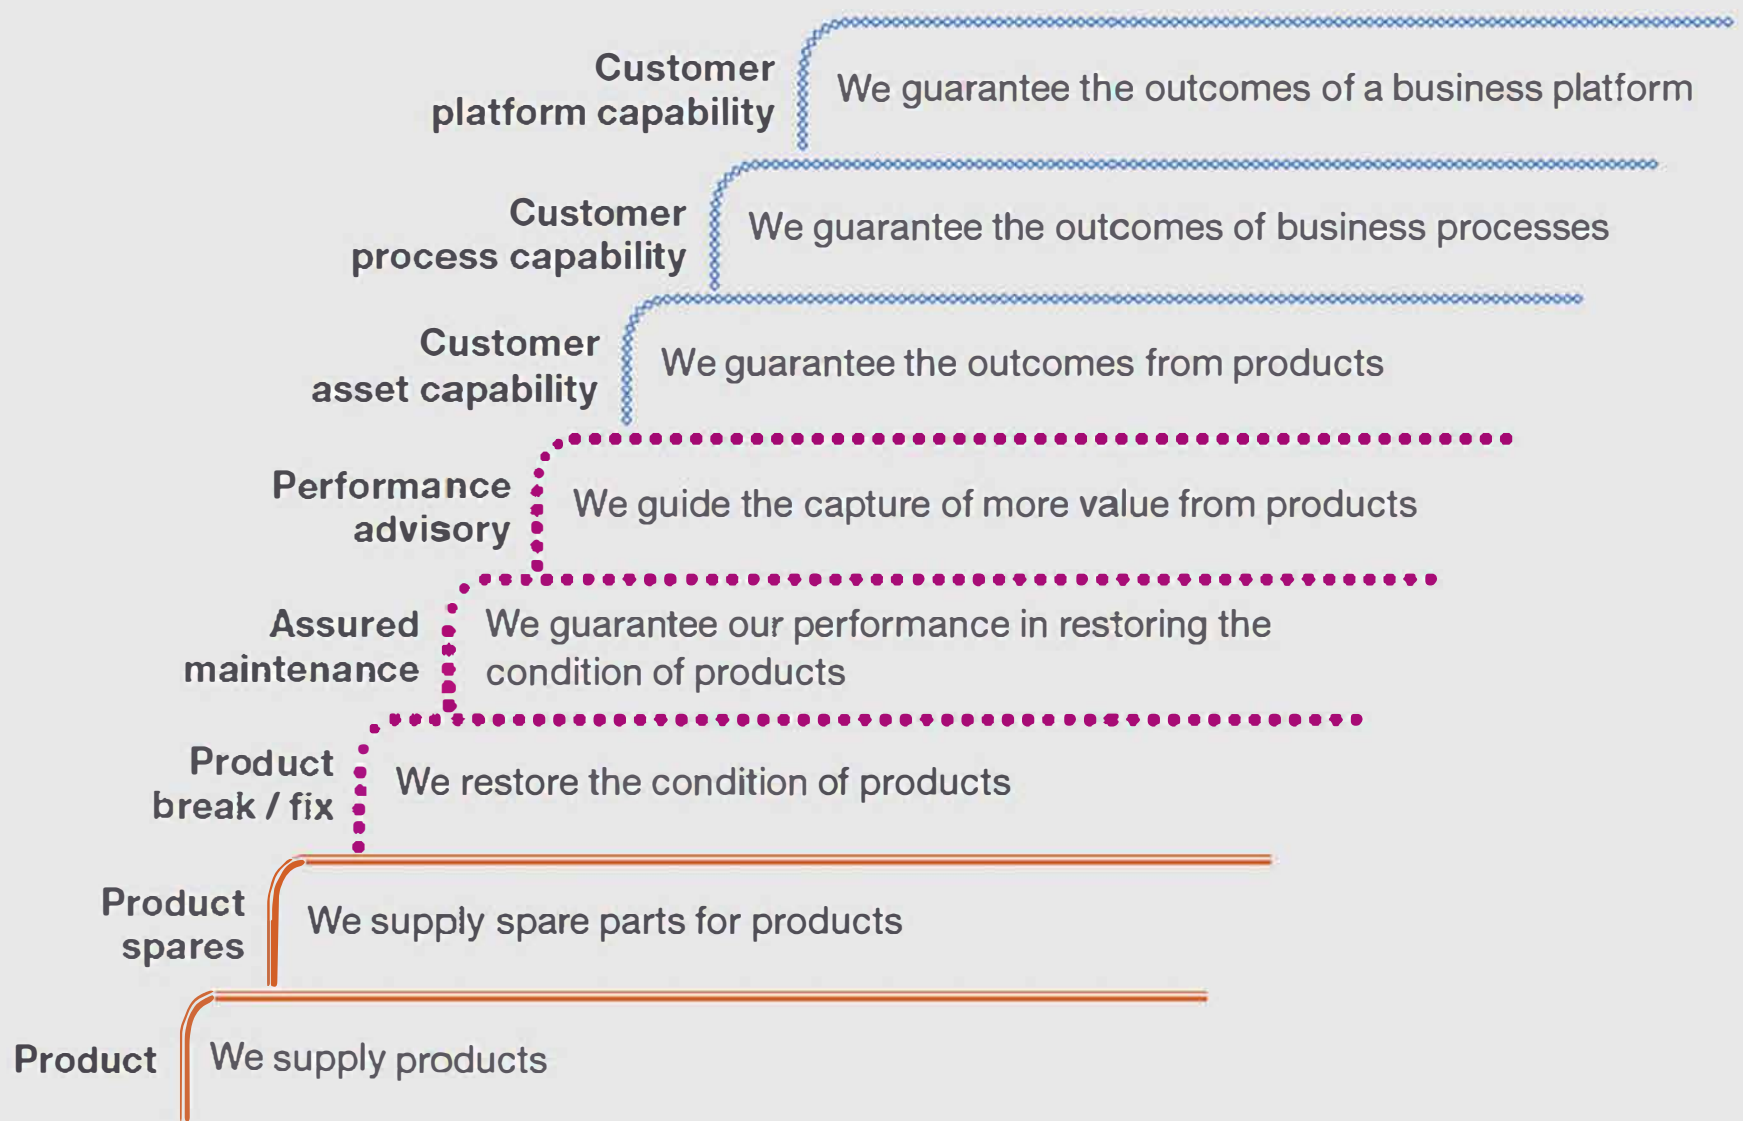 Customer
platform capability
We guarantee the outcomes of a business platform
Customer
process capability
We guarantee the outcomes of business processes
Customer
asset capability
We guarantee the outcomes from products
Performance
advisory
We guide the capture of more value from products
Assured
maintenance
We guarantee our performance in restoring the
condition of products
Product
break / fix
We restore the condition of products
Product
spares
We supply spare parts for products
Product
We supply products